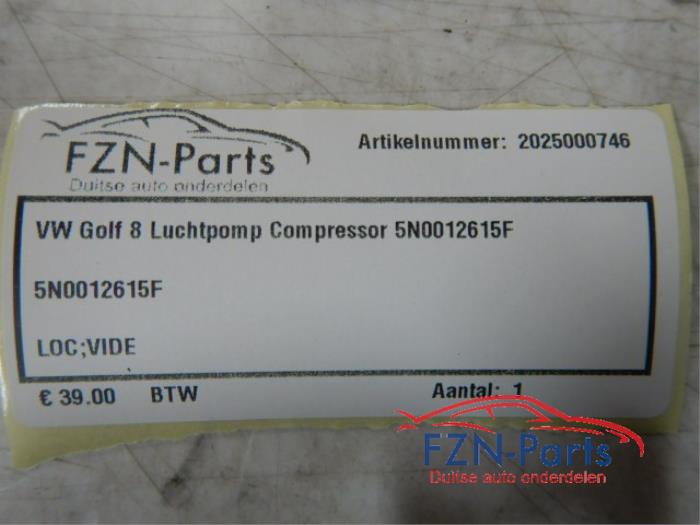 FZN-Parts
Duitse auto onderdelen
Artikelnummer: 2025000746
VW Golf 8 Luchtpomp Compressor 5N0012615F
5N0012615F
LOC;VIDE
€ 39.00 BTW Aantal: 1
FZN-Parts
Duitse auto onderdelen